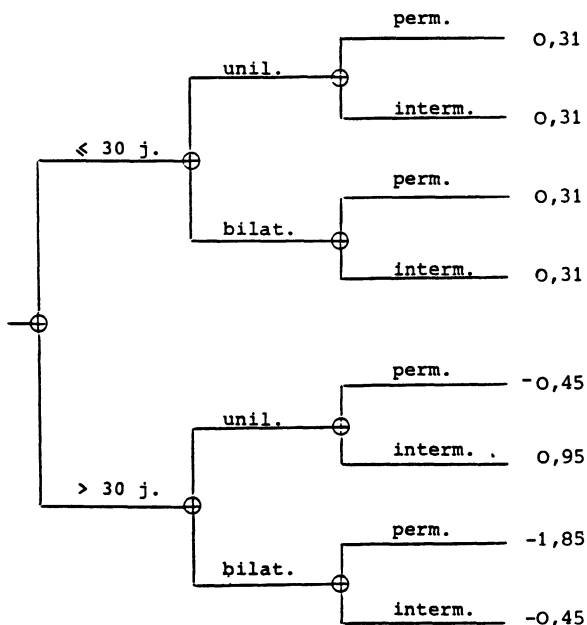 perm. 0,31
unil.
interm. 0,31
≤ 30 j.
perm. 0,31
bilat.
interm. 0,31
perm. -0,45
unil.
interm. 0,95
> 30 j.
perm. -1,85
bilat.
interm. -0,45